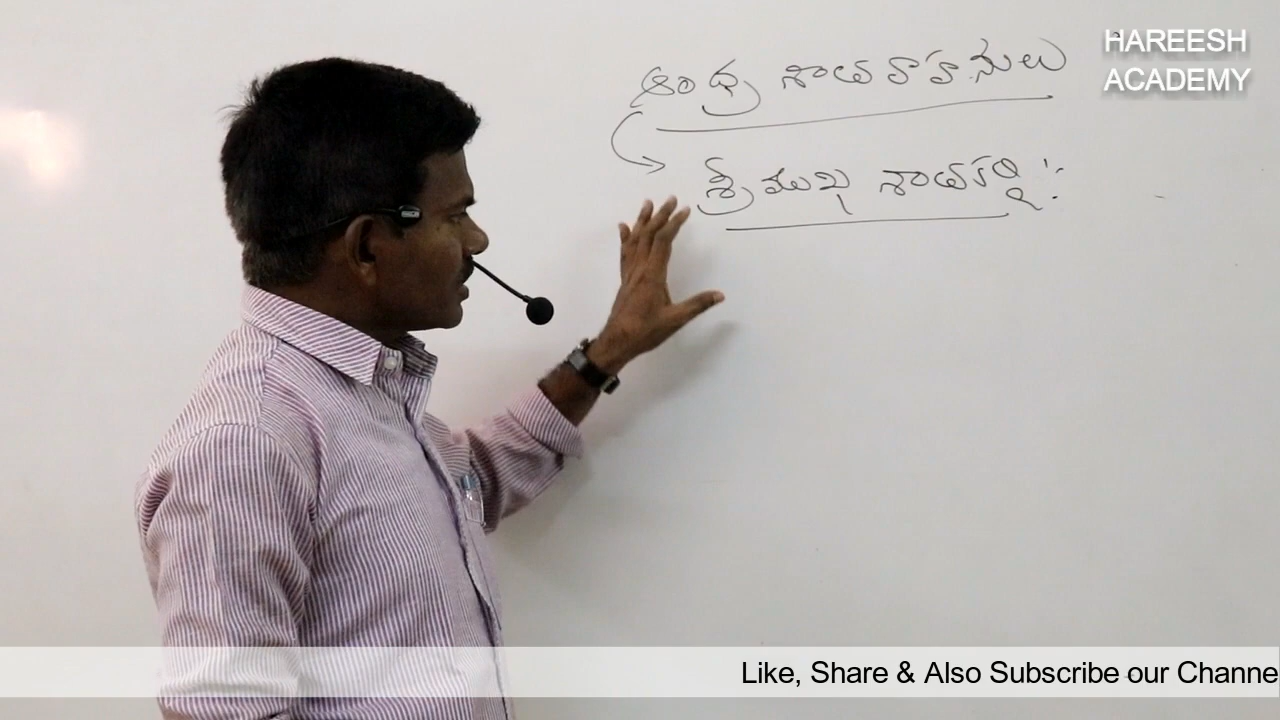 HAREESH
ACADEMY
ఆంధ్ర శాతవాహనులు
శ్రీముఖ శాతకర్ణి :
Like, Share & Also Subscribe our Channe